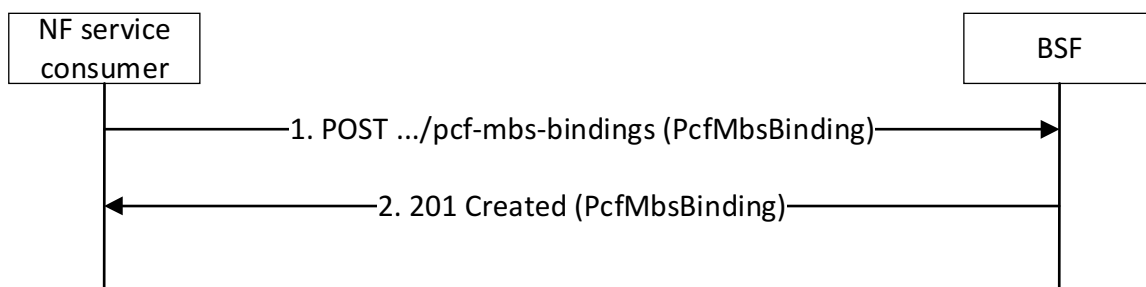 NF service
consumer
BSF
1. POST .../pcf-mbs-bindings (PcfMbsBinding)
2. 201 Created (PcfMbsBinding)